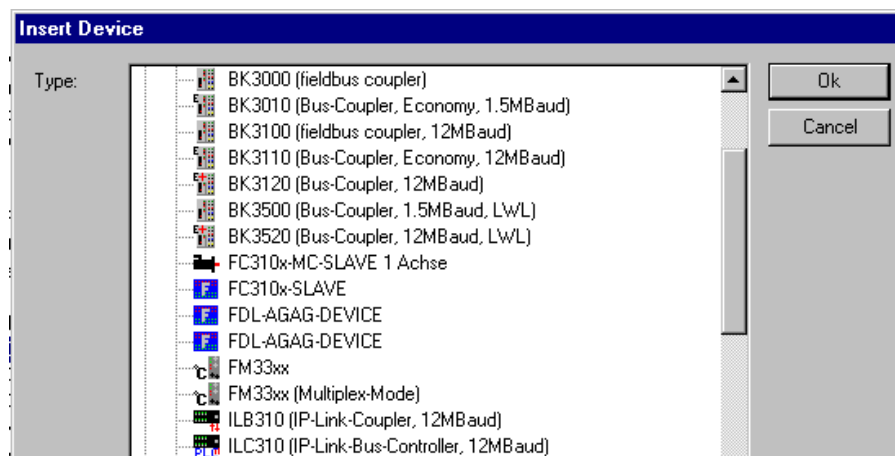 Insert Device
Type:
BK3000 (fieldbus coupler)
Ok
BK3010 (Bus-Coupler, Economy, 1.5MBaud)
BK3100 (fieldbus coupler, 12MBaud)
Cancel
BK3110 (Bus-Coupler, Economy, 12MBaud)
BK3120 (Bus-Coupler, 12MBaud)
BK3500 (Bus-Coupler, 1.5MBaud, LWL)
BK3520 (Bus-Coupler, 12MBaud, LWL)
FC310x-MC-SLAVE 1 Achse
FC310x-SLAVE
FDL-AGAG-DEVICE
FDL-AGAG-DEVICE
FM33xx
FM33xx (Multiplex-Mode)
ILB310 (IP-Link-Coupler, 12MBaud)
ILC310 (IP-Link-Bus-Controller, 12MBaud)